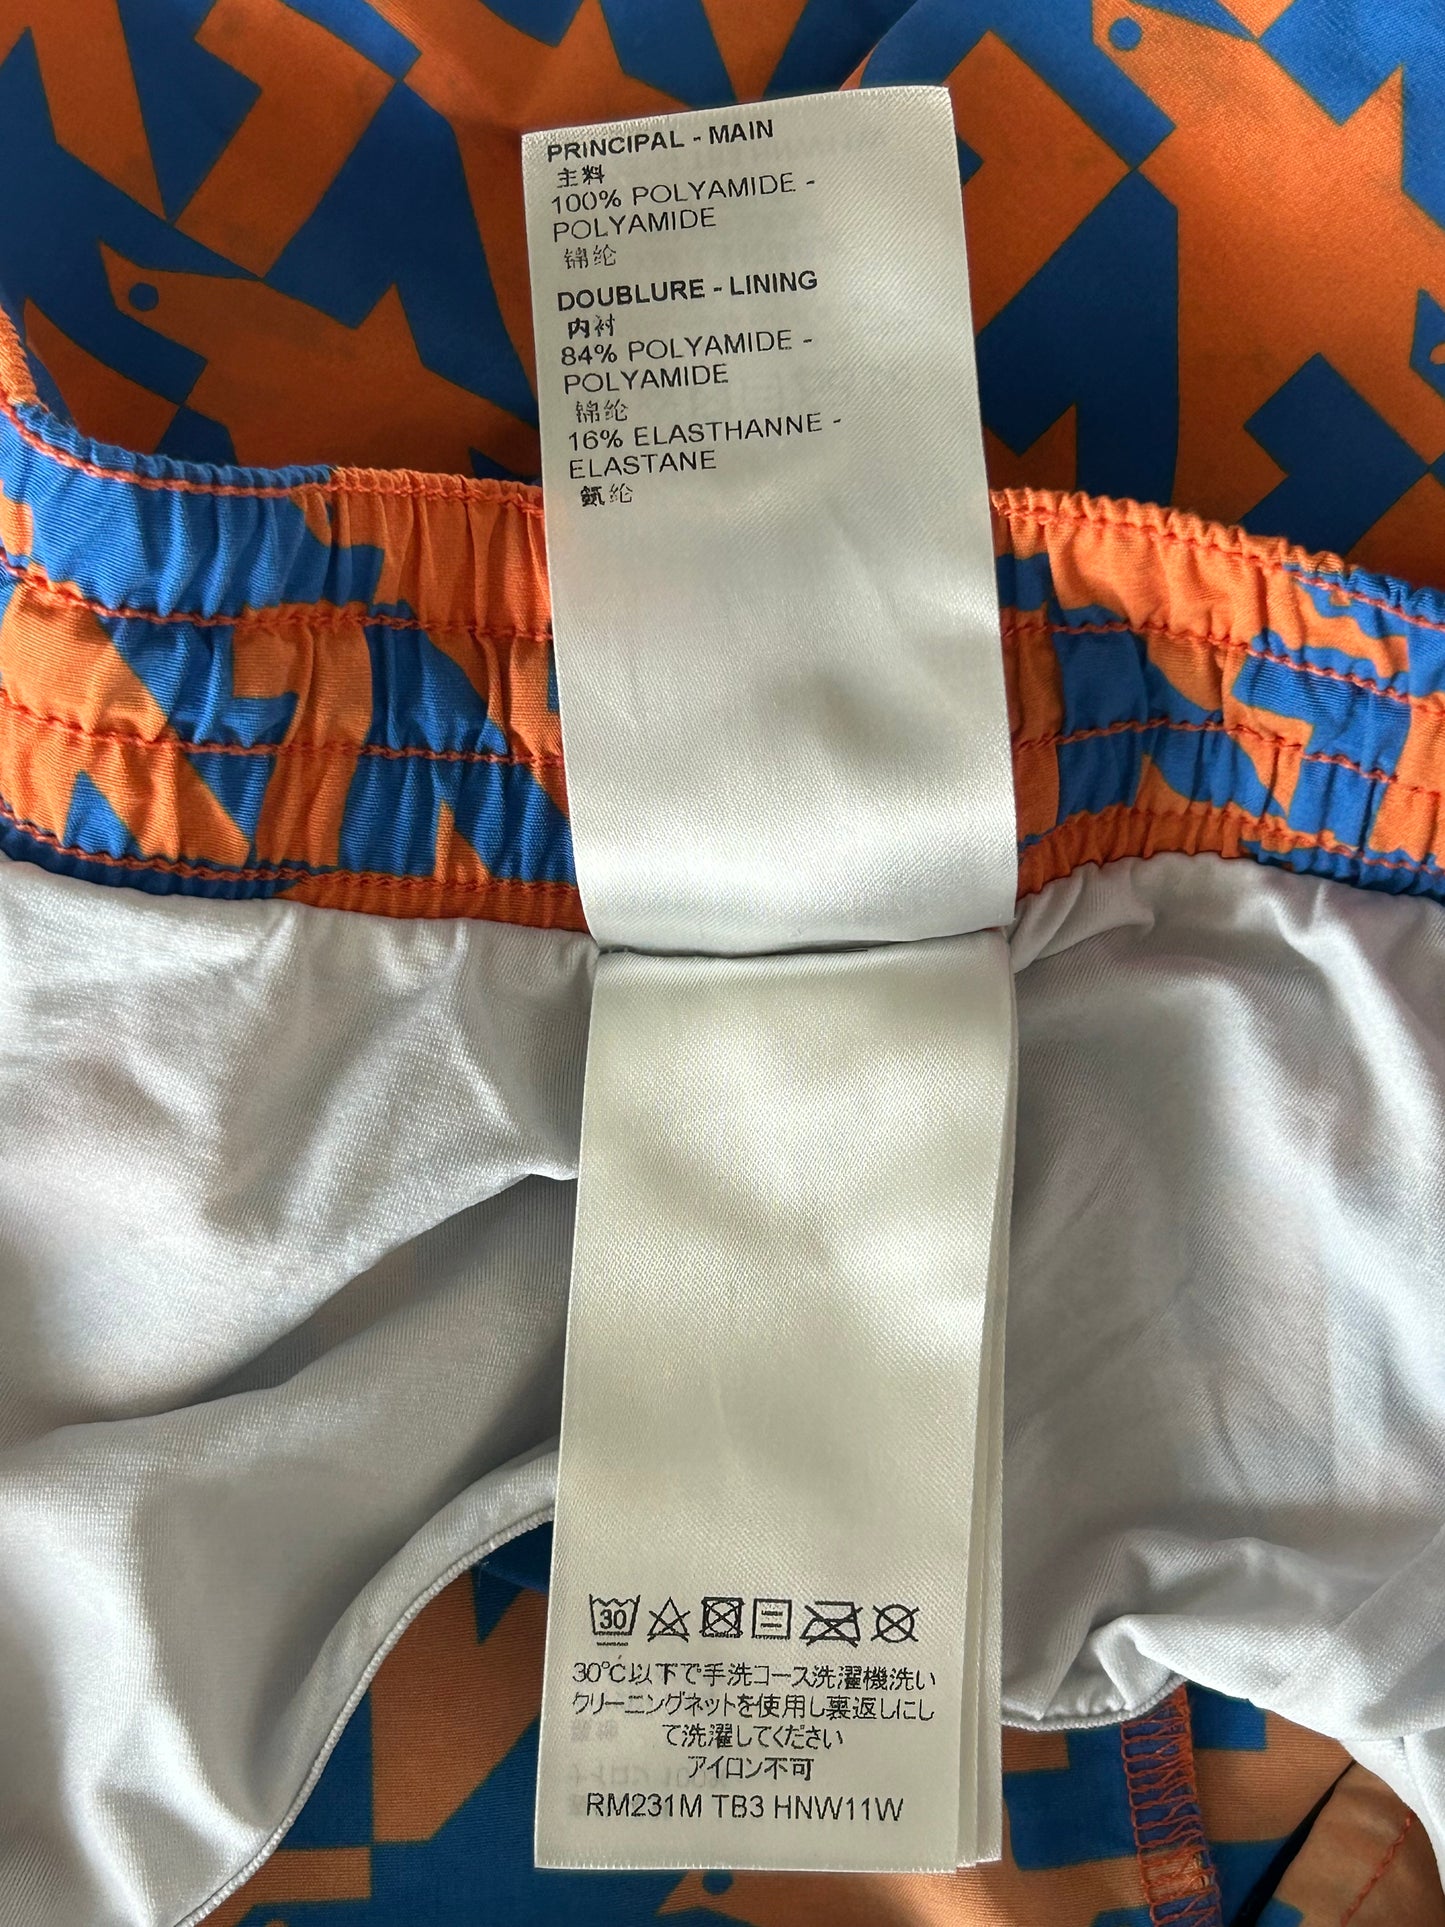 PRINCIPAL - MAIN
主料
100% POLYAMIDE -
POLYAMIDE
锦纶
DOUBLURE - LINING
内衬
84% POLYAMIDE -
POLYAMIDE
锦纶
16% ELASTHANNE -
ELASTANE
氨纶
30
30℃以下で手洗コース洗濯機洗い
クリーニングネットを使用し裏返しにし
て洗濯してください
アイロン不可
RM231M TB3 HNW11W